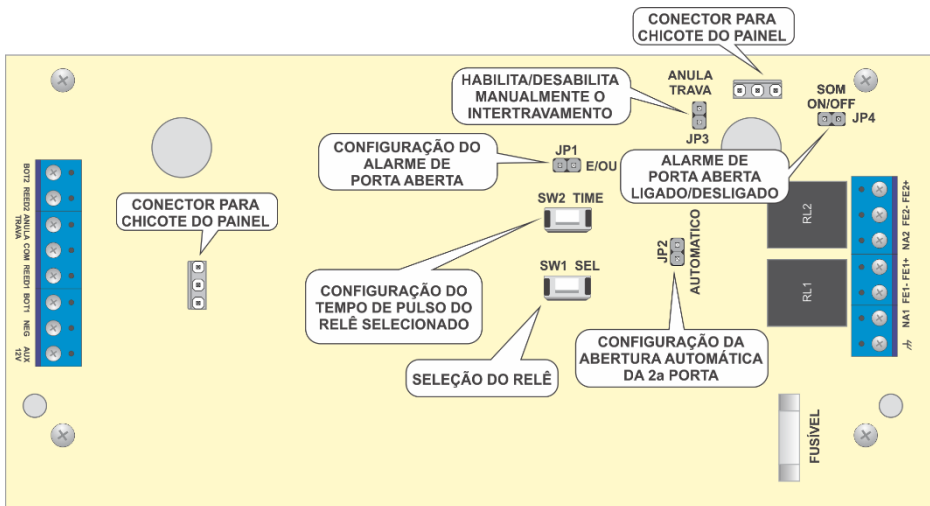 CONECTOR PARA
CHICOTE DO PAINEL
HABILITA/DESABILITA
MANUALMENTE O
INTERTRAVAMENTO
ANULA
TRAVA
JP3
SOM
ON/OFF
JP4
CONFIGURAÇÃO DO
ALARME DE
PORTA ABERTA
JP1
E/OU
ALARME DE
PORTA ABERTA
LIGADO/DESLIGADO
CONECTOR PARA
CHICOTE DO PAINEL
SW2 TIME
SW1 SEL
JP2
AUTOMATICO
RL2
RL1
CONFIGURAÇÃO DO
TEMPO DE PULSO DO
RELÊ SELECIONADO
SELEÇÃO DO RELÊ
CONFIGURAÇÃO DA
ABERTURA AUTOMÁTICA
DA 2a PORTA
FUSÍVEL
BOT2
REED2
ANULA
TRAVA
COM
REED1
BOT1
NEG
AUX
12V
FE2+
FE2-
NA2
FE1+
FE1-
NA1